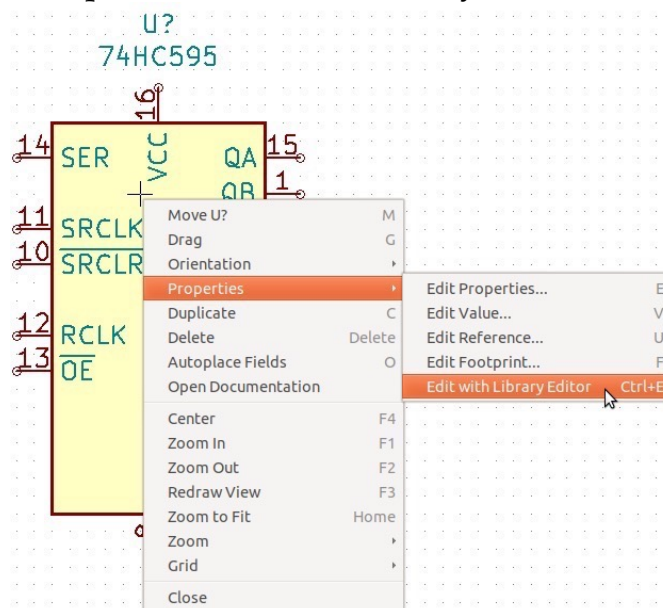 U?
74HC595
16
14 SER VCC QA 15
QB 1
11 SRCLK
10 SRCLR
12 RCLK
13 OE
Move U? M
Drag G
Orientation
Properties
Duplicate C
Delete Delete
Autoplace Fields O
Open Documentation
Center F4
Zoom In F1
Zoom Out F2
Redraw View F3
Zoom to Fit Home
Zoom
Grid
Close
Edit Properties... E
Edit Value... V
Edit Reference... U
Edit Footprint... F
Edit with Library Editor Ctrl+E